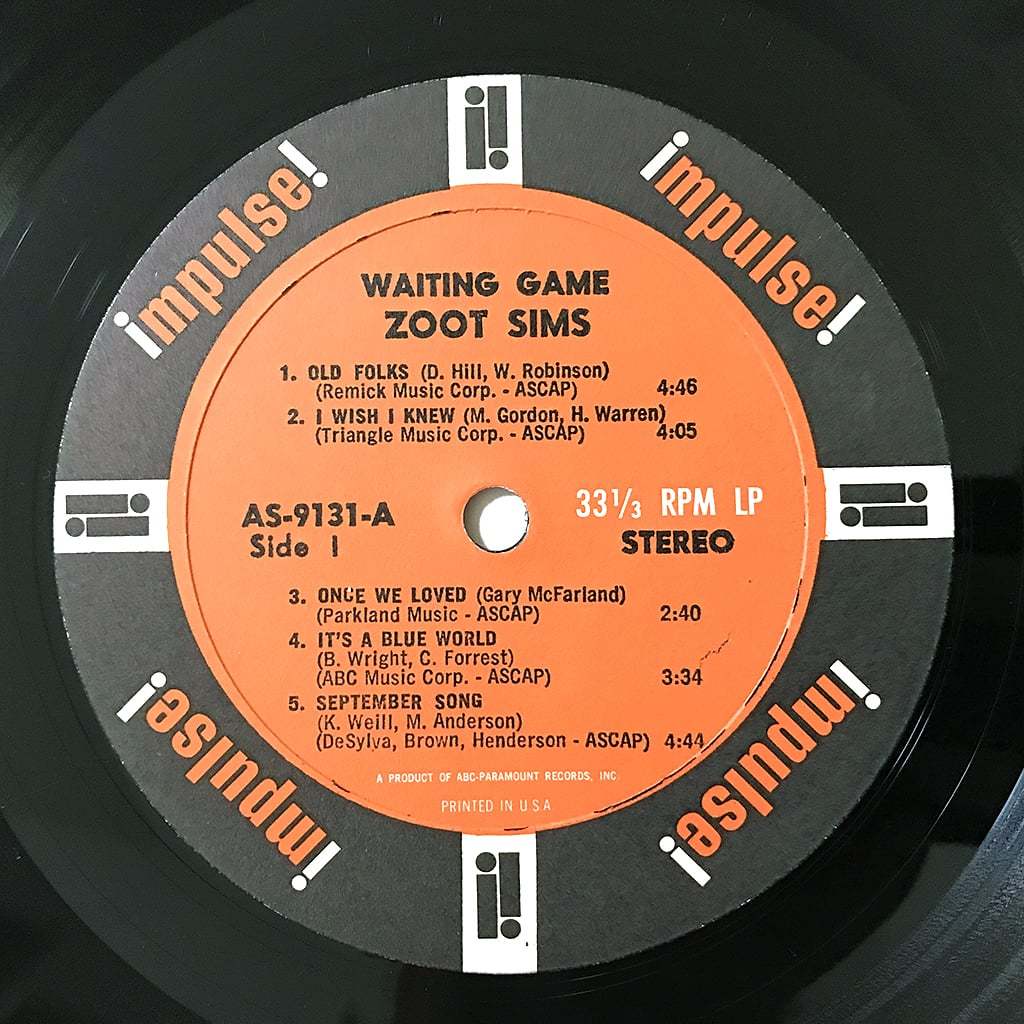 impulse!
impulse!
WAITING GAME
ZOOT SIMS
1. OLD FOLKS (D. Hill, W. Robinson)
(Remick Music Corp. - ASCAP) 4:46
2. I WISH I KNEW (M. Gordon, H. Warren)
(Triangle Music Corp. - ASCAP) 4:05
AS-9131-A 33 1/3 RPM LP
Side 1 STEREO
3. ONCE WE LOVED (Gary McFarland)
(Parkland Music - ASCAP) 2:40
4. IT'S A BLUE WORLD
(B. Wright, C. Forrest)
(ABC Music Corp. - ASCAP) 3:34
5. SEPTEMBER SONG
(K. Weill, M. Anderson)
(DeSylva, Brown, Henderson - ASCAP) 4:44
A PRODUCT OF ABC-PARAMOUNT RECORDS, INC.
PRINTED IN U.S.A
impulse!
impulse!